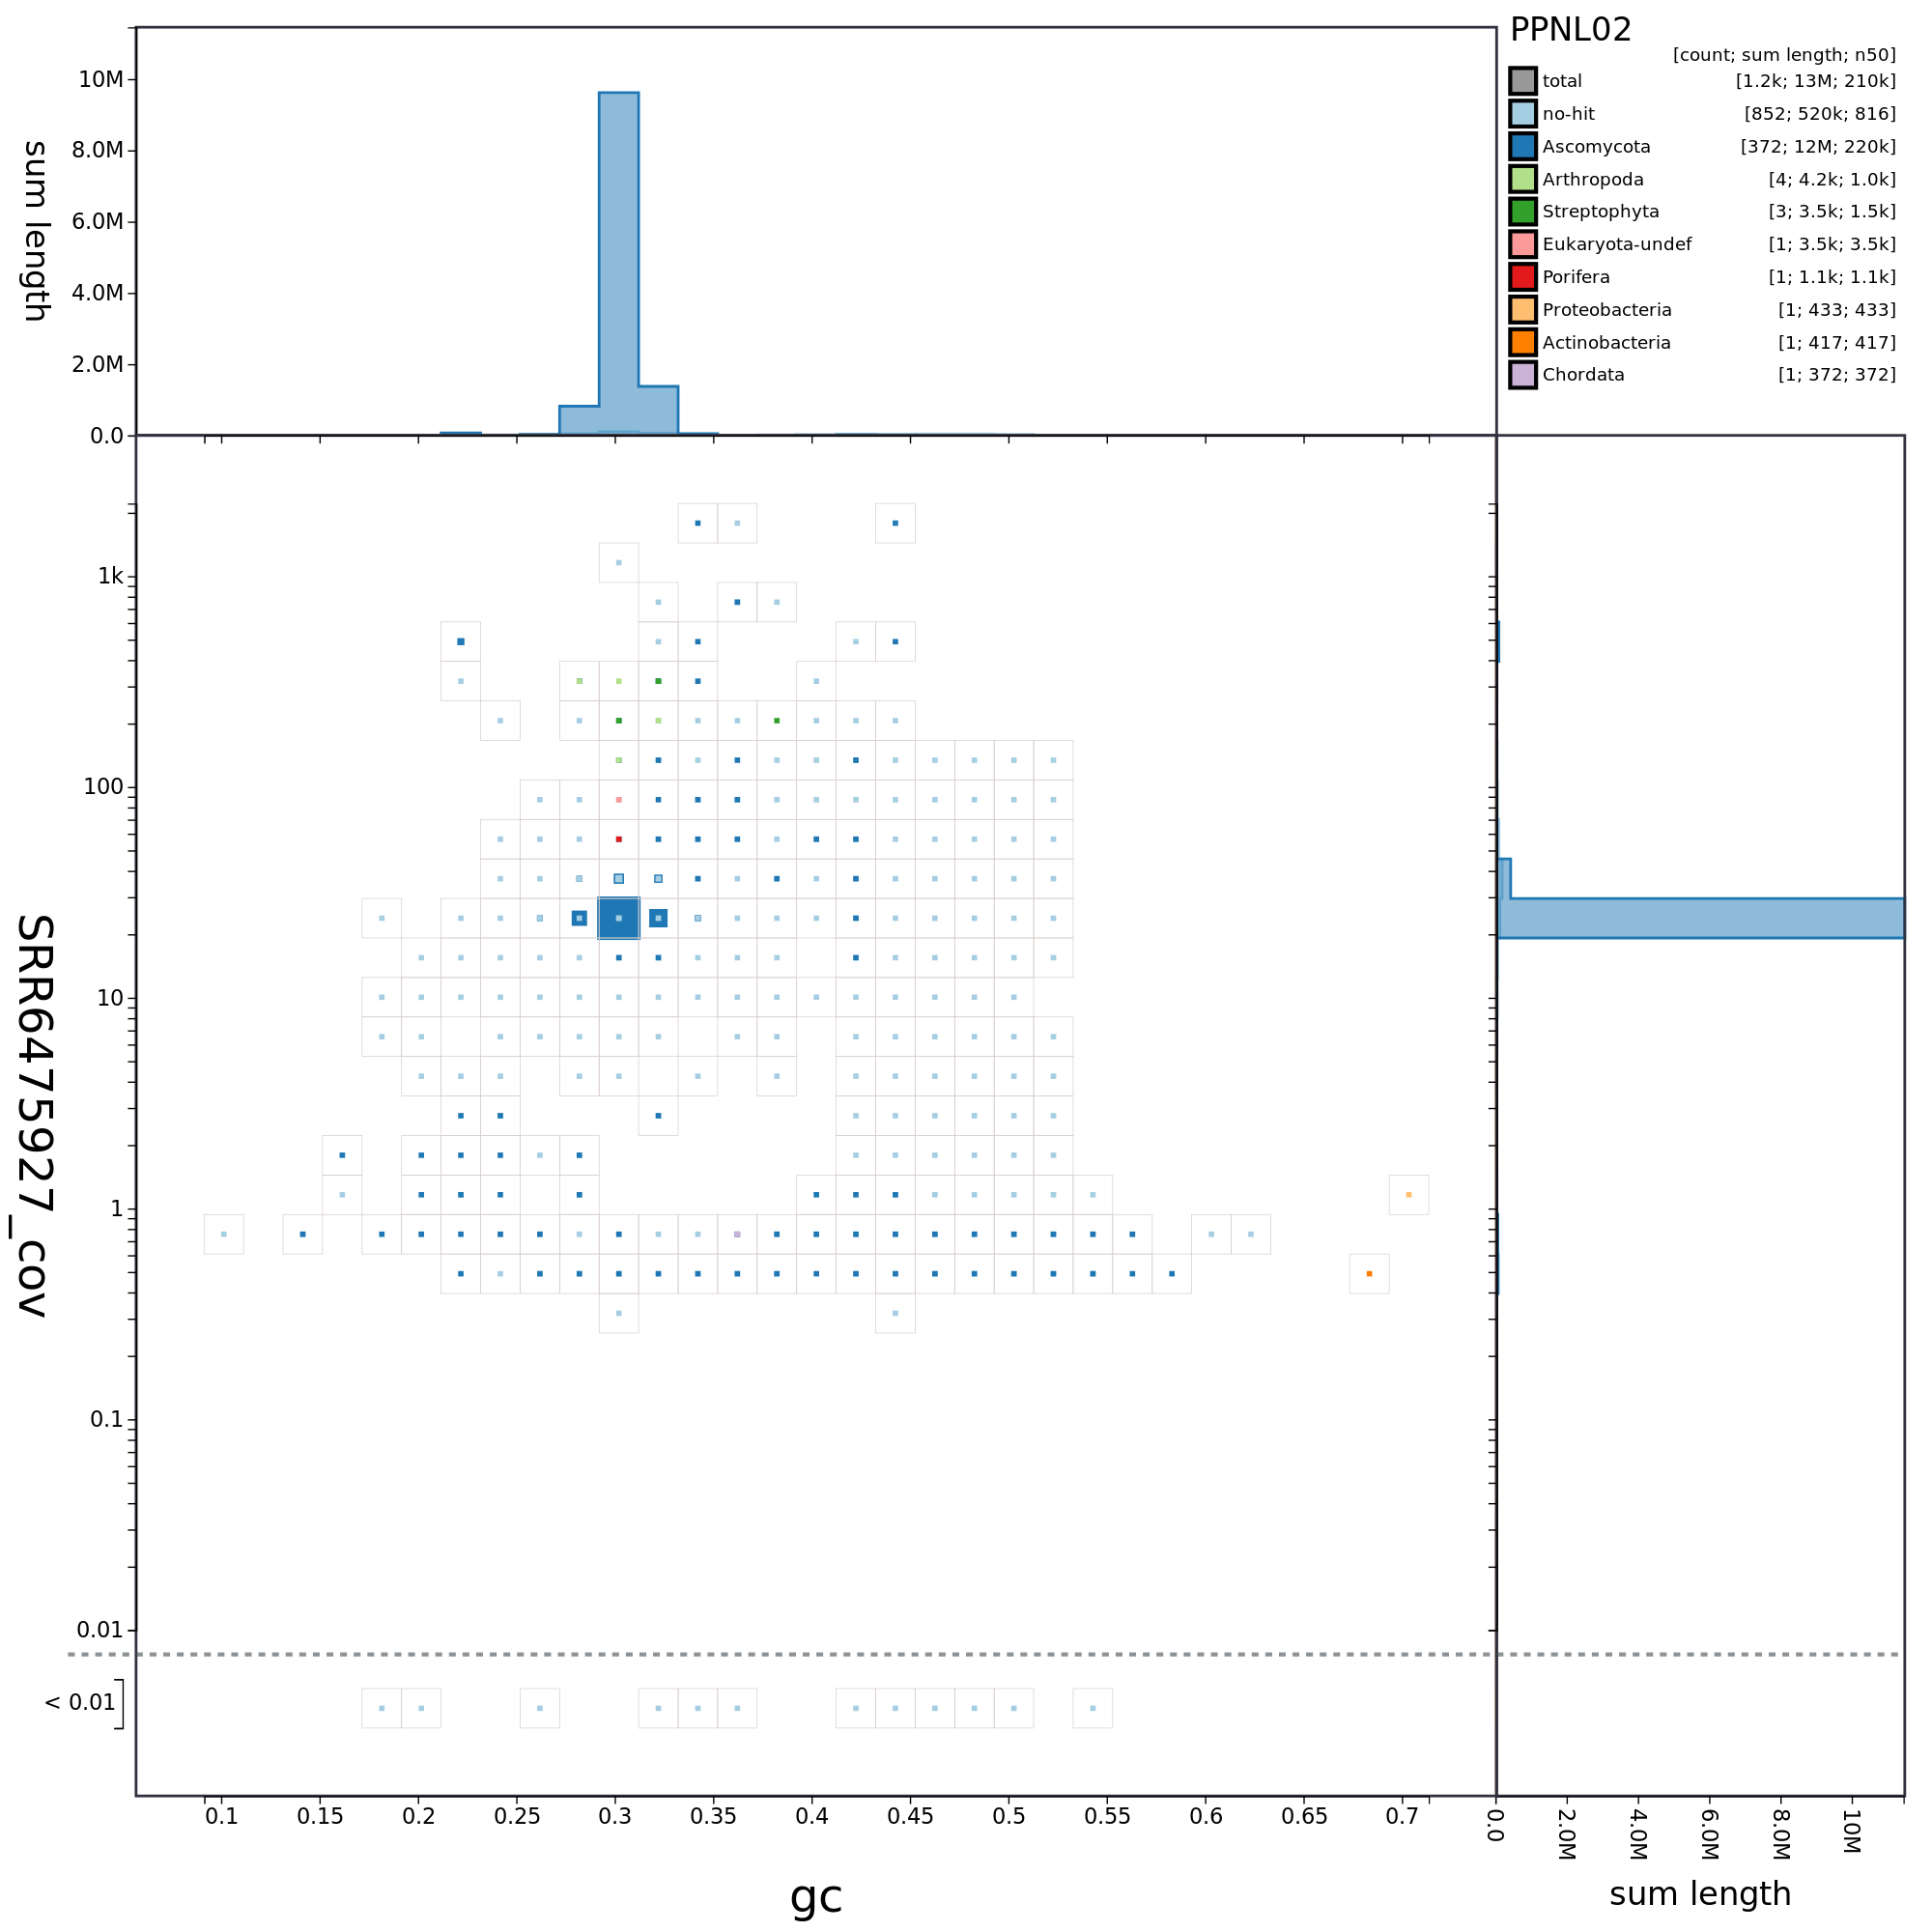 PPNL02
[count; sum length; n50]
total [1.2k; 13M; 210k]
no-hit [852; 520k; 816]
Ascomycota [372; 12M; 220k]
Arthropoda [4; 4.2k; 1.0k]
Streptophyta [3; 3.5k; 1.5k]
Eukaryota-undef [1; 3.5k; 3.5k]
Porifera [1; 1.1k; 1.1k]
Proteobacteria [1; 433; 433]
Actinobacteria [1; 417; 417]
Chordata [1; 372; 372]
sum length
10M
8.0M
6.0M
4.0M
2.0M
0.0
SRR6475927_cov
1k
100
10
1
0.1
0.01
< 0.01
0.1 0.15 0.2 0.25 0.3 0.35 0.4 0.45 0.5 0.55 0.6 0.65 0.7
gc
0.0 2.0M 4.0M 6.0M 8.0M 10M
sum length